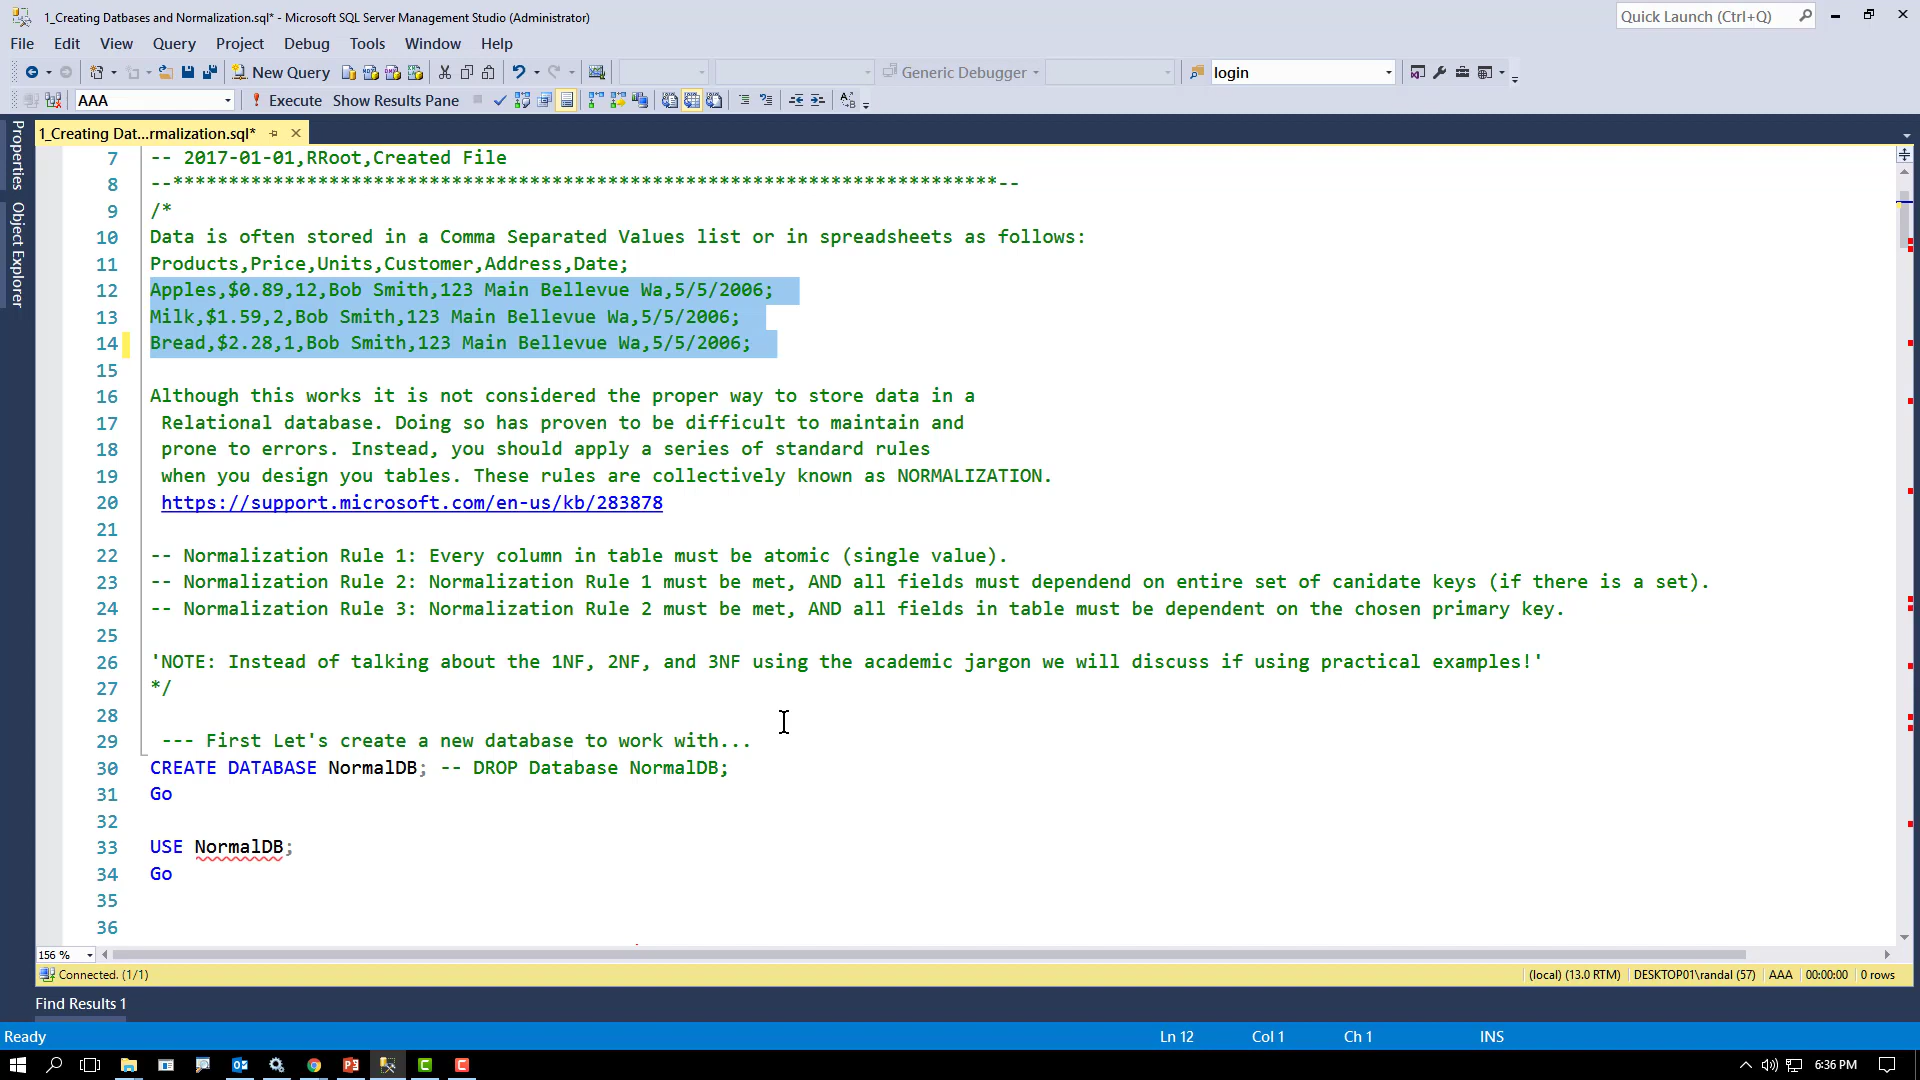 1_Creating Datbases and Normalization.sql* - Microsoft SQL Server Management Studio (Administrator)
Quick Launch (Ctrl+Q)
File Edit View Query Project Debug Tools Window Help
New Query
Generic Debugger
login
AAA
Execute Show Results Pane
1_Creating Dat...rmalization.sql*
Properties
Object Explorer
7 -- 2017-01-01,RRoot,Created File
8 --**************************************************************************--
9 /*
10 Data is often stored in a Comma Separated Values list or in spreadsheets as follows:
11 Products,Price,Units,Customer,Address,Date;
12 Apples,$0.89,12,Bob Smith,123 Main Bellevue Wa,5/5/2006;
13 Milk,$1.59,2,Bob Smith,123 Main Bellevue Wa,5/5/2006;
14 Bread,$2.28,1,Bob Smith,123 Main Bellevue Wa,5/5/2006;
15
16 Although this works it is not considered the proper way to store data in a
17 Relational database. Doing so has proven to be difficult to maintain and
18 prone to errors. Instead, you should apply a series of standard rules
19 when you design you tables. These rules are collectively known as NORMALIZATION.
20 https://support.microsoft.com/en-us/kb/283878
21
22 -- Normalization Rule 1: Every column in table must be atomic (single value).
23 -- Normalization Rule 2: Normalization Rule 1 must be met, AND all fields must dependend on entire set of canidate keys (if there is a set).
24 -- Normalization Rule 3: Normalization Rule 2 must be met, AND all fields in table must be dependent on the chosen primary key.
25
26 'NOTE: Instead of talking about the 1NF, 2NF, and 3NF using the academic jargon we will discuss if using practical examples!'
27 */
28
29 --- First Let's create a new database to work with...
30 CREATE DATABASE NormalDB; -- DROP Database NormalDB;
31 Go
32
33 USE NormalDB;
34 Go
35
36
156 %
Connected. (1/1)
(local) (13.0 RTM) DESKTOP01\randal (57) AAA 00:00:00 0 rows
Find Results 1
Ready
Ln 12 Col 1 Ch 1 INS
6:36 PM